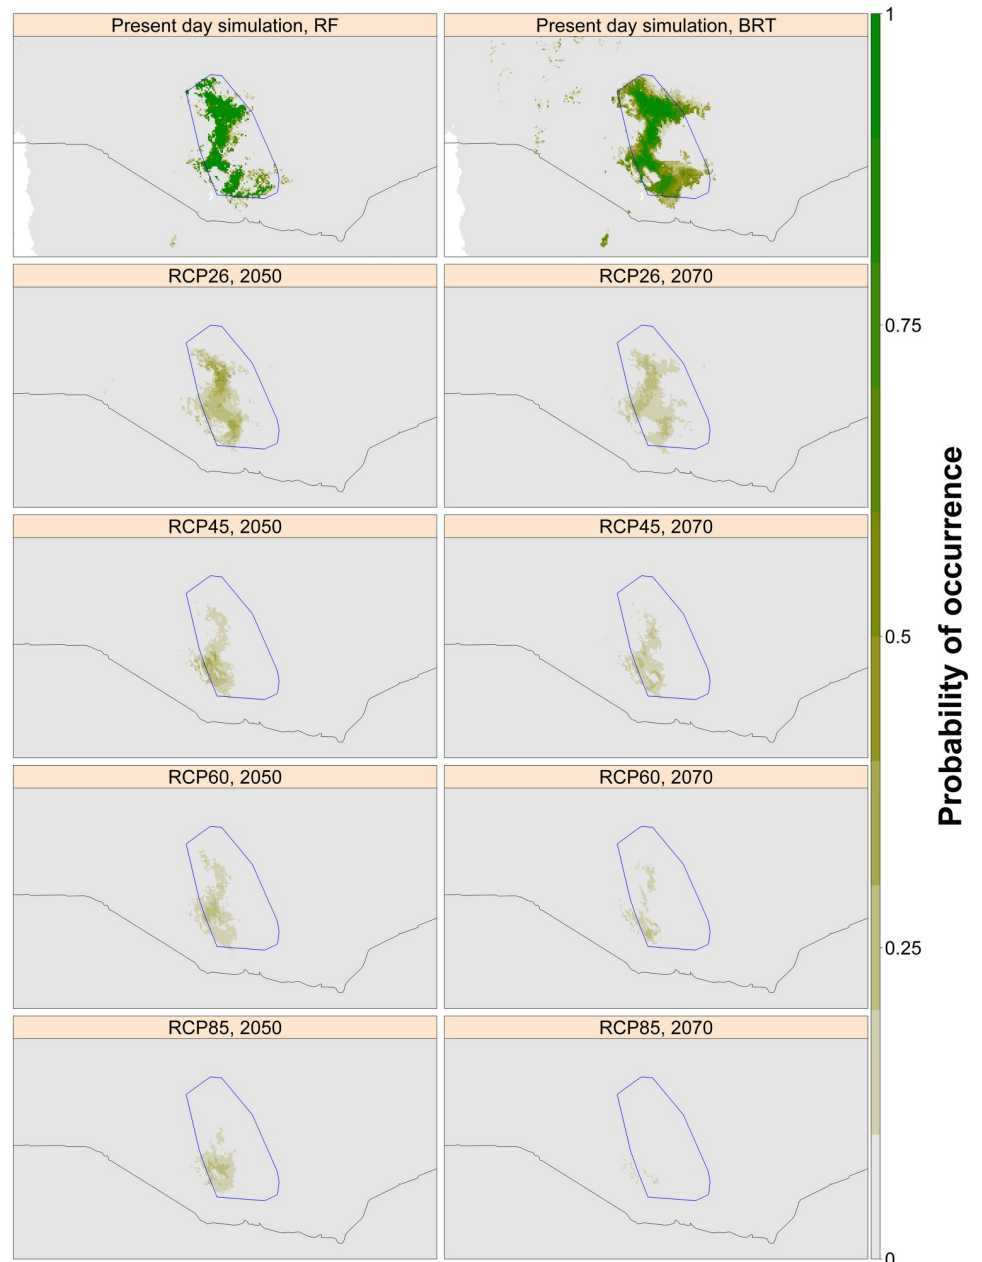 Present day simulation, RF
Present day simulation, BRT
RCP26, 2050
RCP26, 2070
RCP45, 2050
RCP45, 2070
RCP60, 2050
RCP60, 2070
RCP85, 2050
RCP85, 2070
1
0.75
0.5
0.25
0
Probability of occurrence